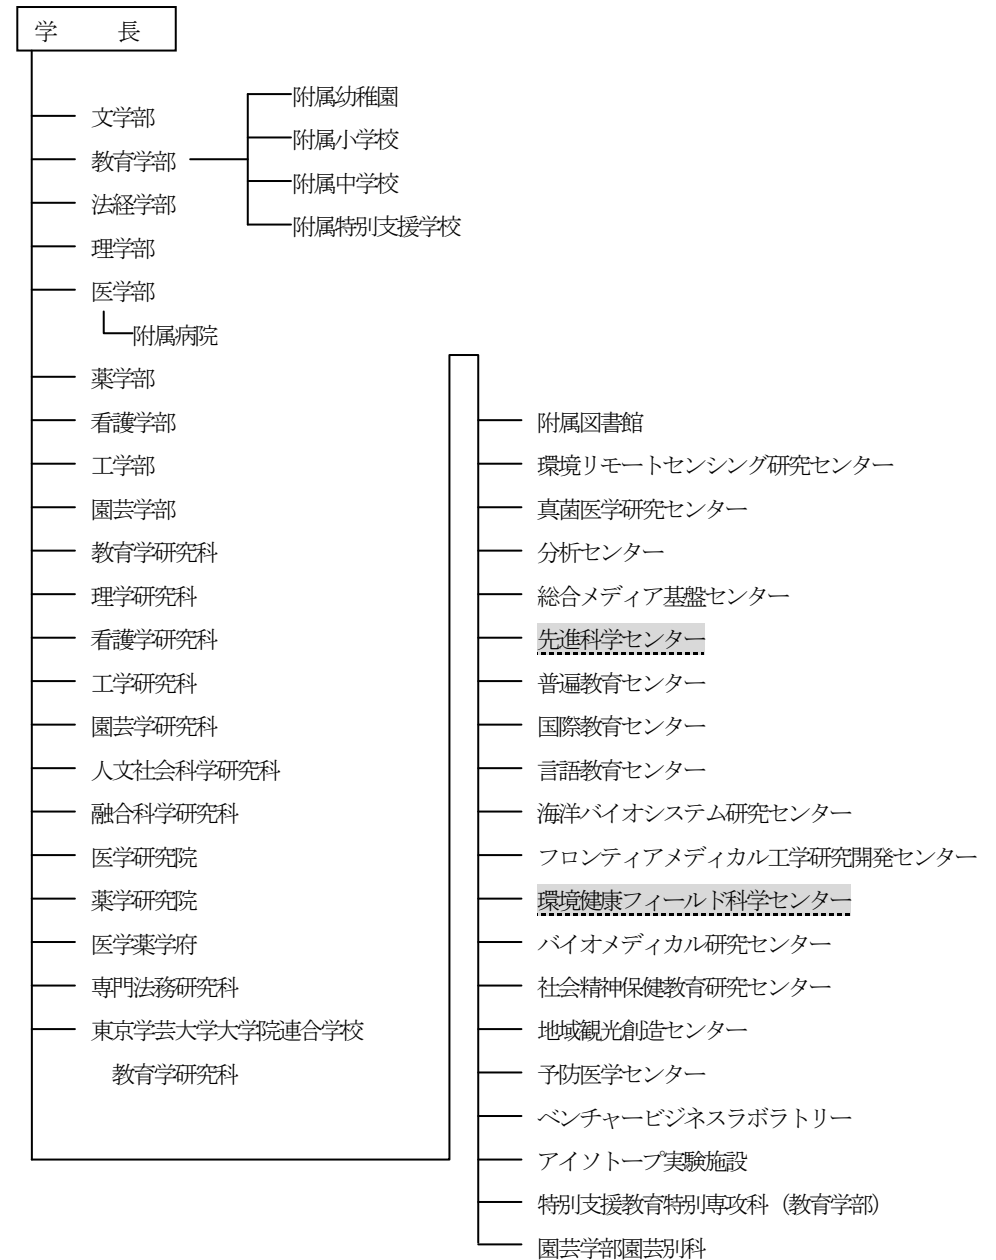 学長
文学部
教育学部
附属幼稚園
附属小学校
附属中学校
附属特別支援学校
法経学部
理学部
医学部
附属病院
薬学部
看護学部
工学部
園芸学部
教育学研究科
理学研究科
看護学研究科
工学研究科
園芸学研究科
人文社会科学研究科
融合科学研究科
医学研究院
薬学研究院
医学薬学府
専門法務研究科
東京学芸大学大学院連合学校
教育学研究科
附属図書館
環境リモートセンシング研究センター
真菌医学研究センター
分析センター
総合メディア基盤センター
先進科学センター
普遍教育センター
国際教育センター
言語教育センター
海洋バイオシステム研究センター
フロンティアメディカル工学研究開発センター
環境健康フィールド科学センター
バイオメディカル研究センター
社会精神保健教育研究センター
地域観光創造センター
予防医学センター
ベンチャービジネスラボラトリー
アイソトープ実験施設
特別支援教育特別専攻科（教育学部）
園芸学部園芸別科